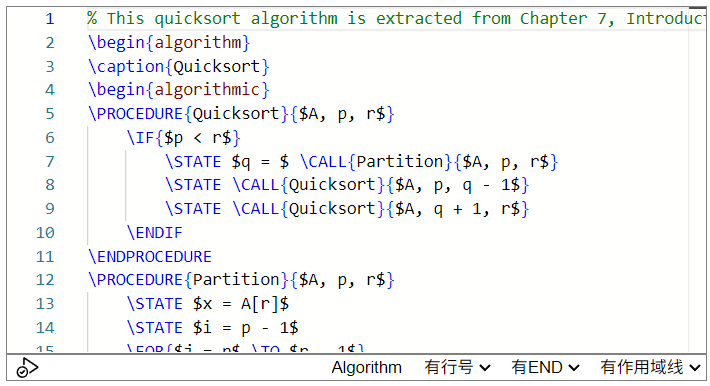 1 % This quicksort algorithm is extracted from Chapter 7, Introduct
2 \begin{algorithm}
3 \caption{Quicksort}
4 \begin{algorithmic}
5 \PROCEDURE{Quicksort}{$A, p, r$}
6 \IF{$p < r$}
7 \STATE $q = $ \CALL{Partition}{$A, p, r$}
8 \STATE \CALL{Quicksort}{$A, p, q - 1$}
9 \STATE \CALL{Quicksort}{$A, q + 1, r$}
10 \ENDIF
11 \ENDPROCEDURE
12 \PROCEDURE{Partition}{$A, p, r$}
13 \STATE $x = A[r]$
14 \STATE $i = p - 1$
15 \FOR{$j = p$ \TO $r - 1$}
Algorithm 有行号 有END 有作用域线